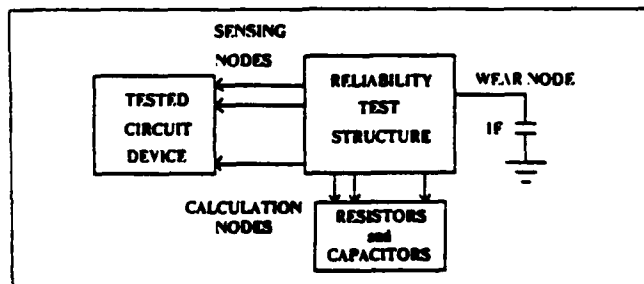 SENSING
NODES
TESTED
CIRCUIT
DEVICE
RELIABILITY
TEST
STRUCTURE
WEAR NODE
1F
CALCULATION
NODES
RESISTORS
and
CAPACITORS